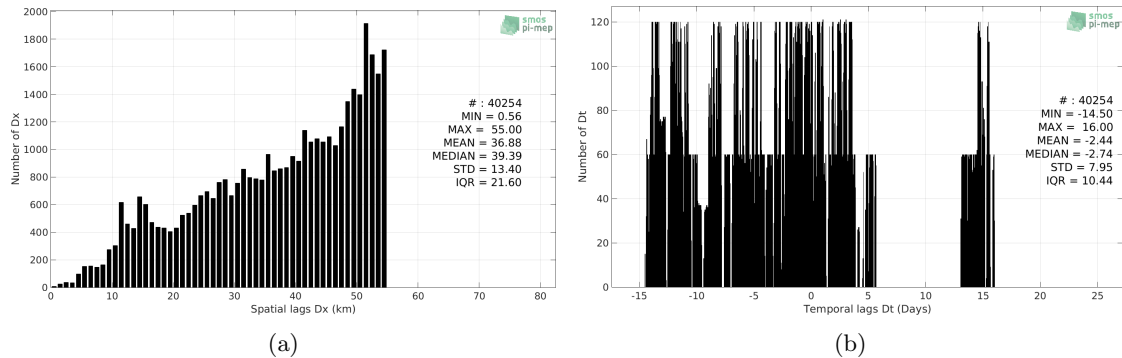 2000
1800
1600
1400
1200
1000
800
600
400
200
0
Number of Dx
0
10
20
30
40
50
60
70
80
Spatial lags Dx (km)
smos
pi-mep
# : 40254
MIN = 0.56
MAX = 55.00
MEAN = 36.88
MEDIAN = 39.39
STD = 13.40
IQR = 21.60
(a)
120
100
80
60
40
20
0
Number of Dt
-15
-10
-5
0
5
10
15
20
25
Temporal lags Dt (Days)
smos
pi-mep
# : 40254
MIN = -14.50
MAX = 16.00
MEAN = -2.44
MEDIAN = -2.74
STD = 7.95
IQR = 10.44
(b)